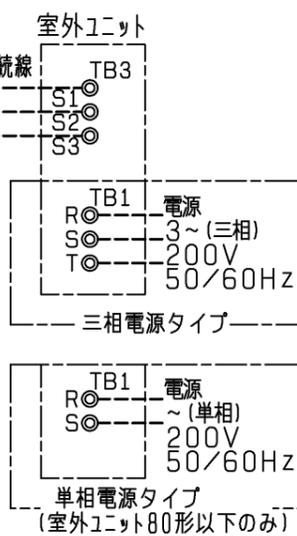 室外ユニット
続線
TB3
S1
S2
S3
TB1
R
S
T
電源
3～(三相)
200V
50/60Hz
三相電源タイプ
TB1
R
S
電源
～(単相)
200V
50/60Hz
単相電源タイプ
(室外ユニット80形以下のみ)